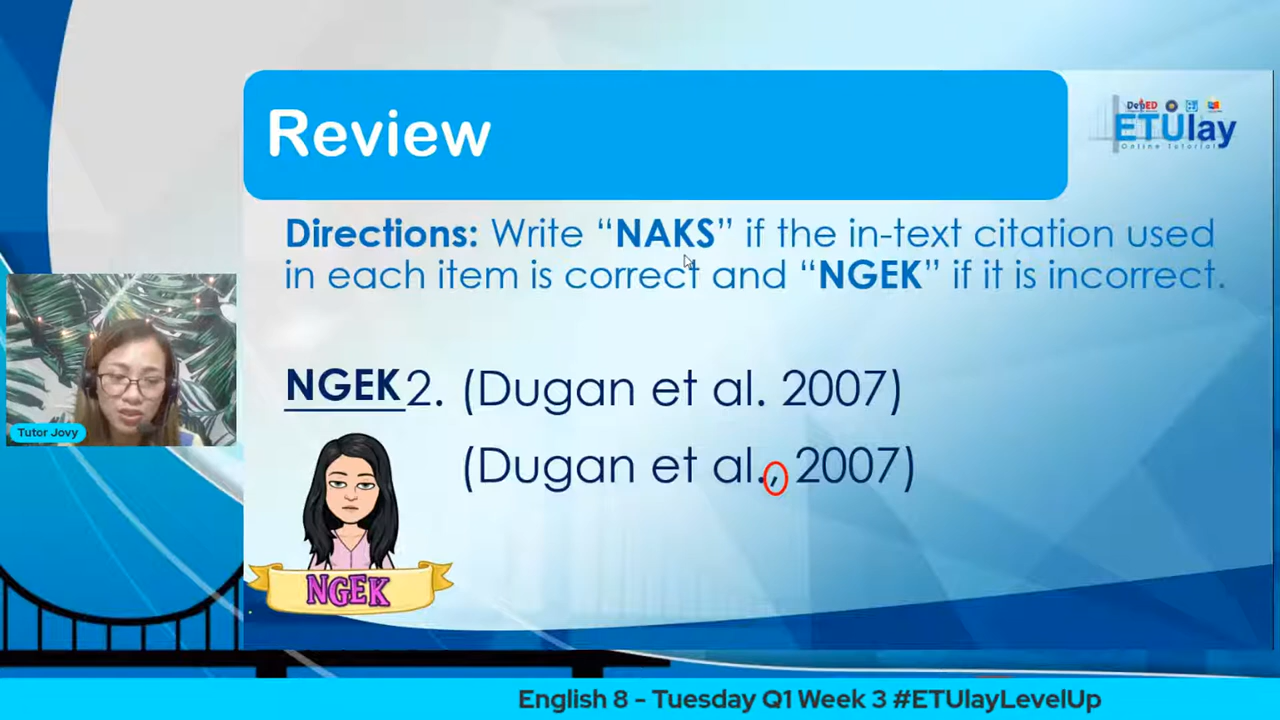 Review
DepED
ETUlay
Online Tutorial
Directions: Write “NAKS” if the in-text citation used
in each item is correct and “NGEK” if it is incorrect.
NGEK 2. (Dugan et al. 2007)
(Dugan et al., 2007)
Tutor Jovy
NGEK
English 8 - Tuesday Q1 Week 3 #ETUlayLevelUp